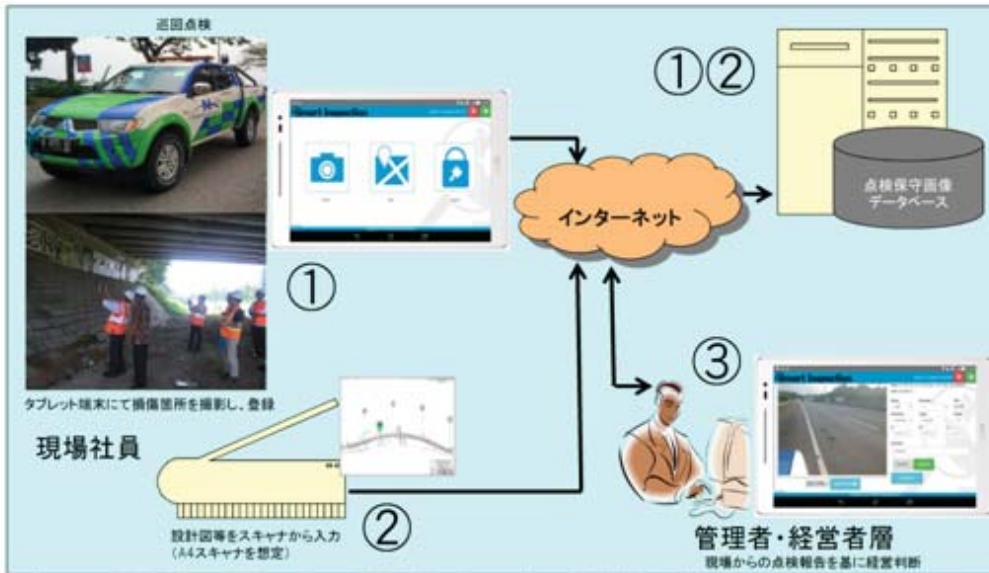 巡回点検
Smart Inspection
①②
点検保守画像
データベース
インターネット
①
タブレット端末にて損傷箇所を撮影し、登録
現場社員
②
設計図等をスキャナから入力
(A4スキャナを想定)
③
Smart Inspection
管理者・経営者層
現場からの点検報告を基に経営判断